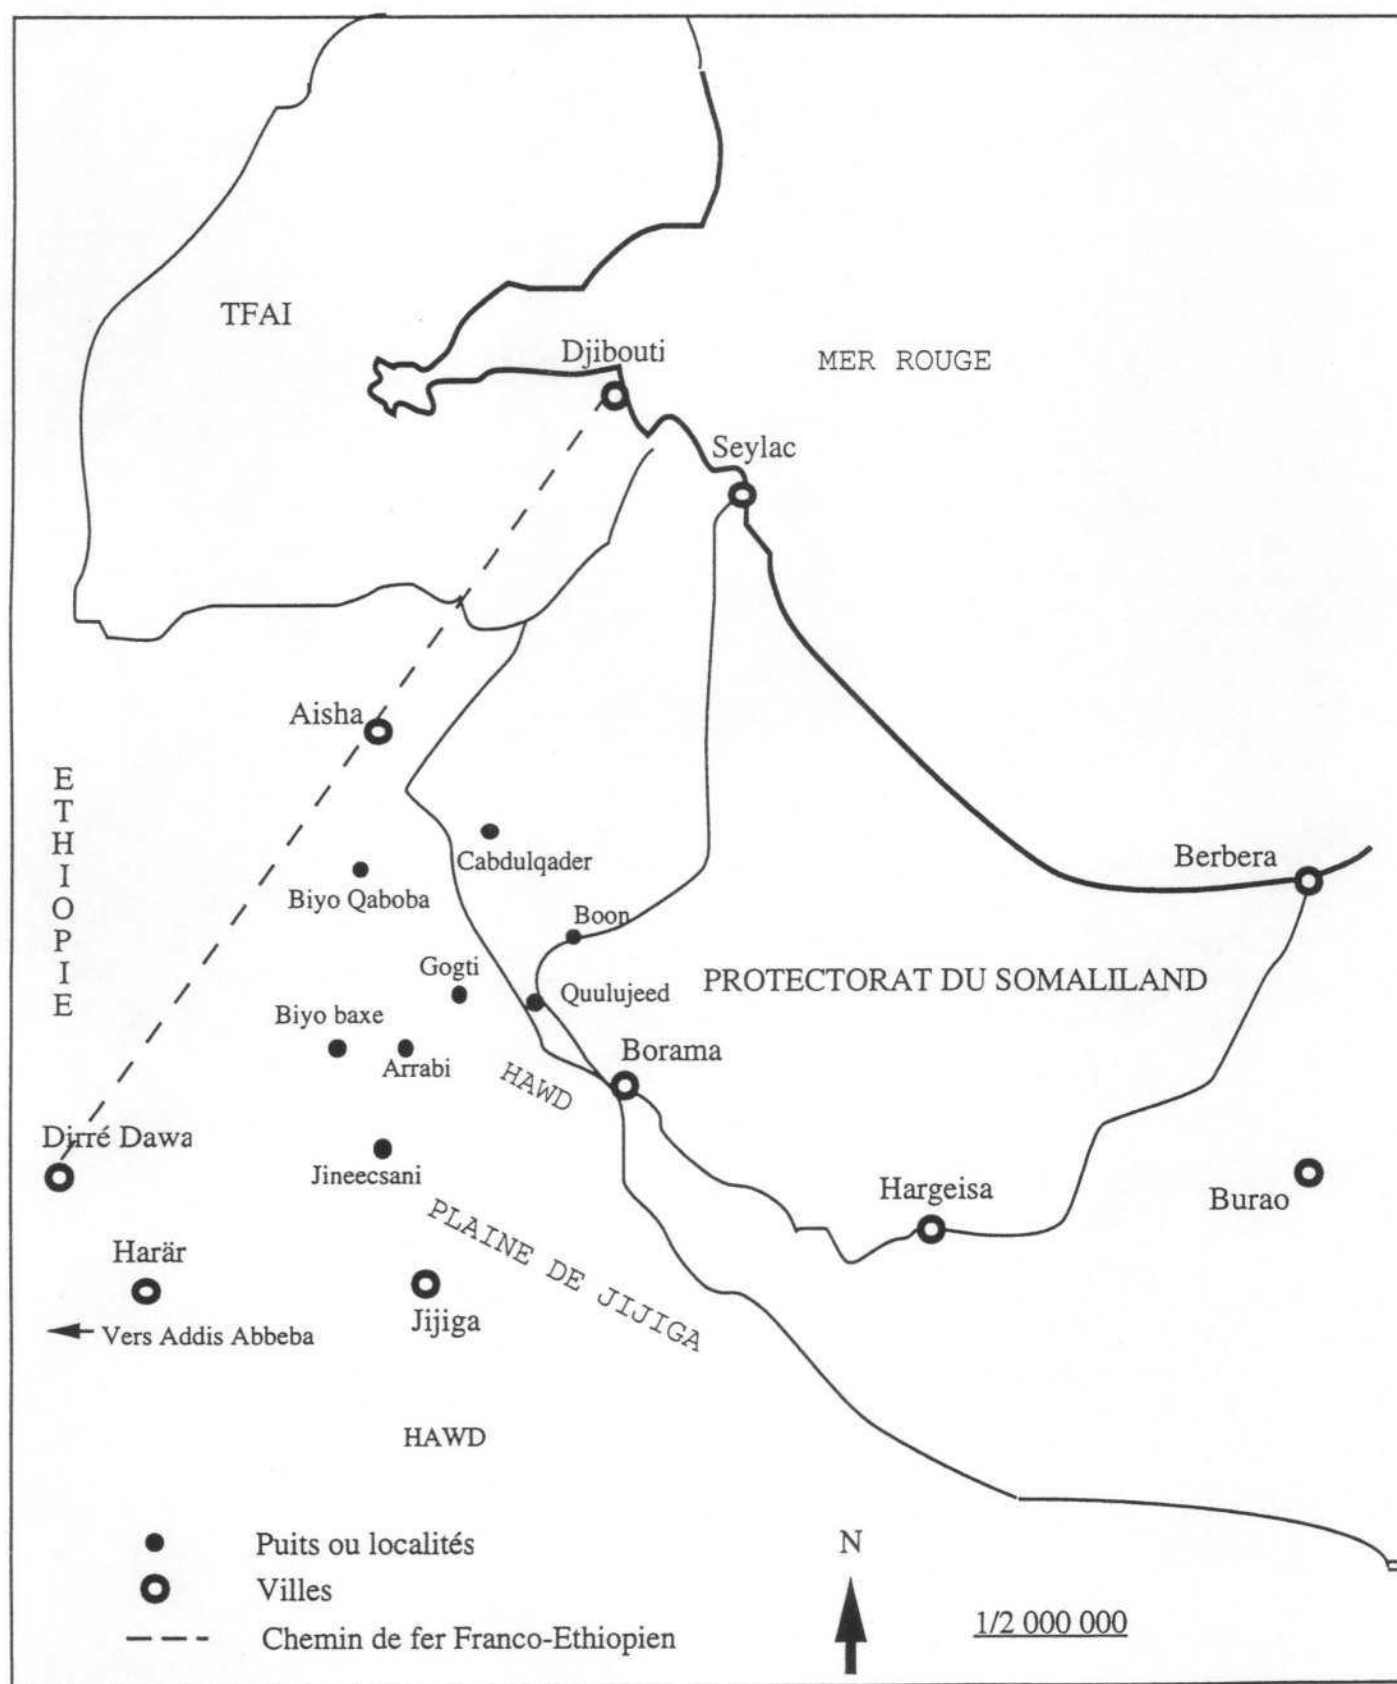 TFAI
Djibouti
MER ROUGE
Seylac
Aisha
ETHIOPIE
Cabdulqader
Berbera
Biyo Qaboba
Boon
Gogti
PROTECTORAT DU SOMALILAND
Quulujeed
Biyo baxe
Borama
Arrabi
HAWD
Dirré Dawa
Jineecsani
Hargeisa
Burao
PLAINE DE JIJIGA
Harär
Jijiga
Vers Addis Abbeba
HAWD
Puits ou localités
N
Villes
1/2 000 000
Chemin de fer Franco-Ethiopien